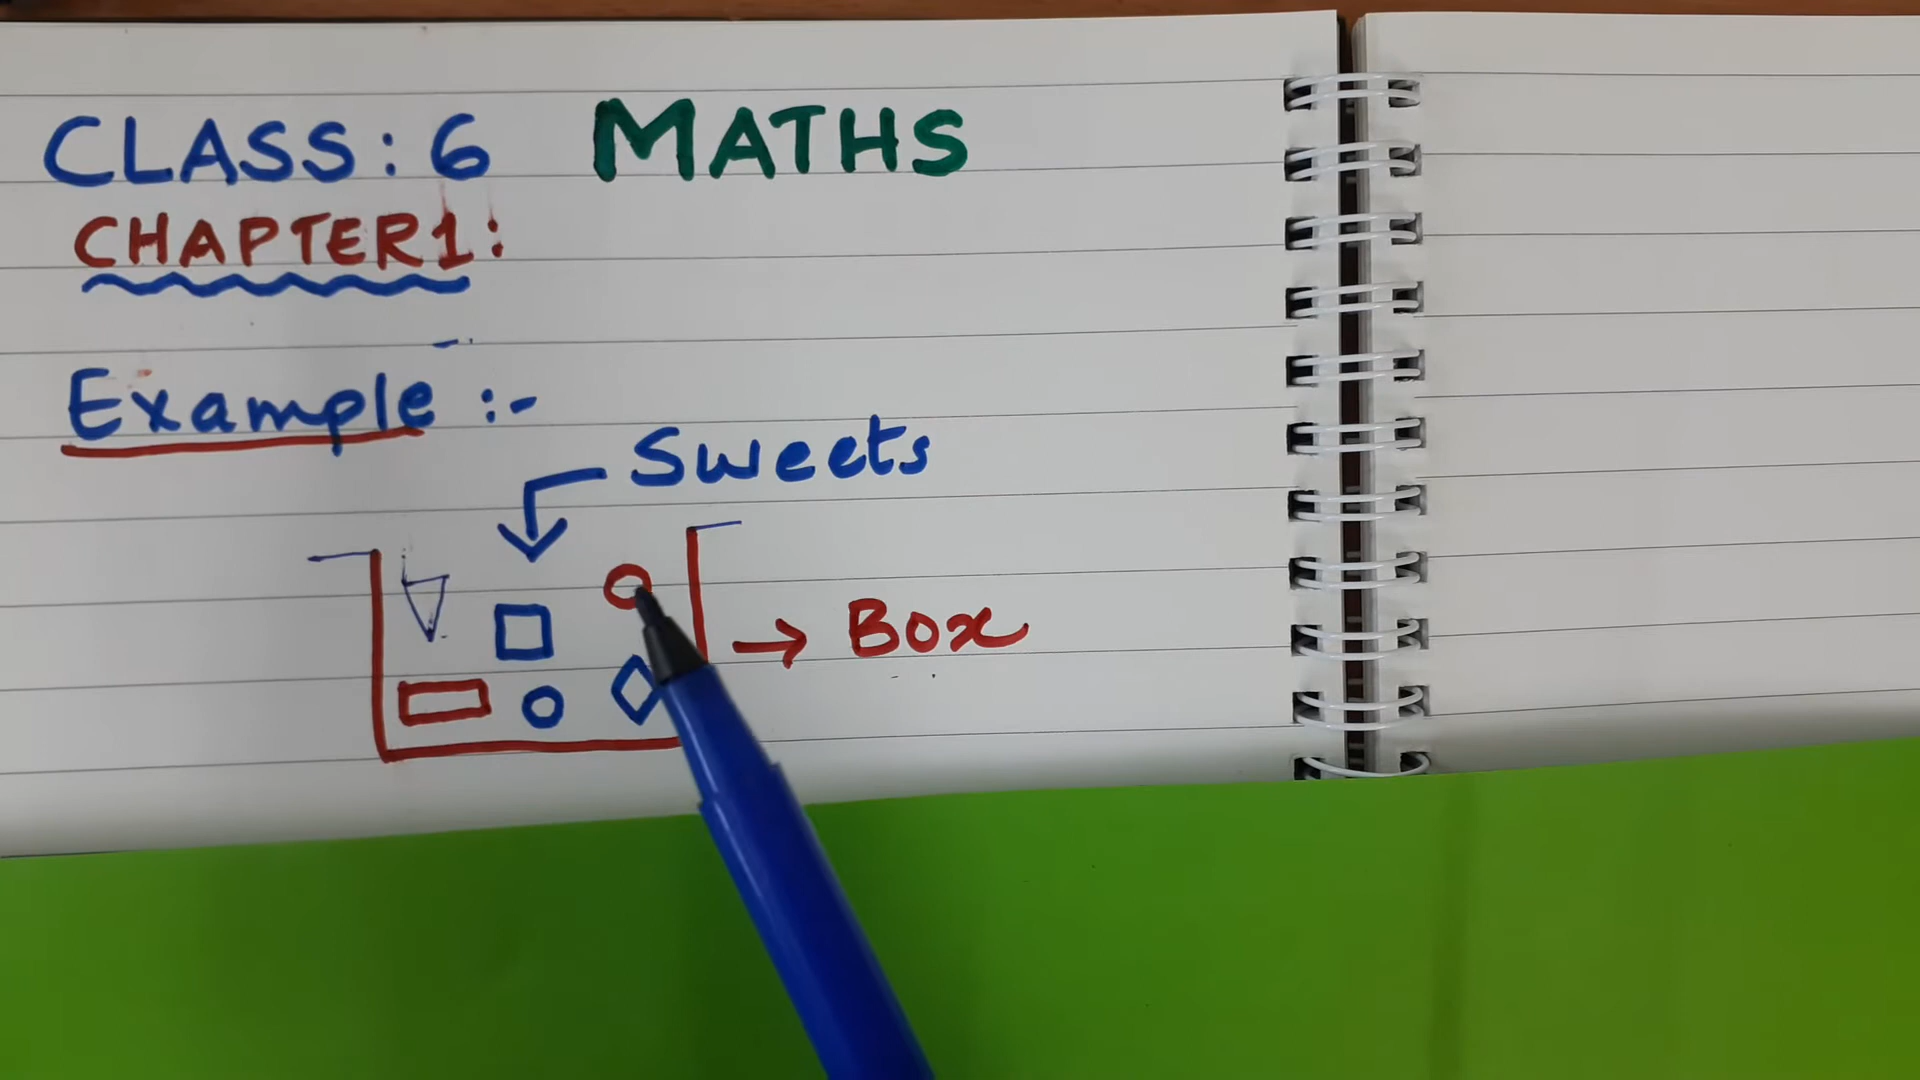 CLASS: 6 MATHS
CHAPTER1:
Example :-
Sweets
→ Box